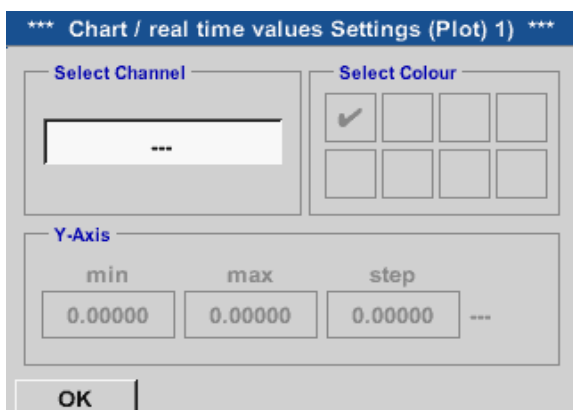 *** Chart / real time values Settings (Plot) 1) ***
Select Channel
Select Colour
---
Y-Axis
min max step
0.00000 0.00000 0.00000 ---
OK